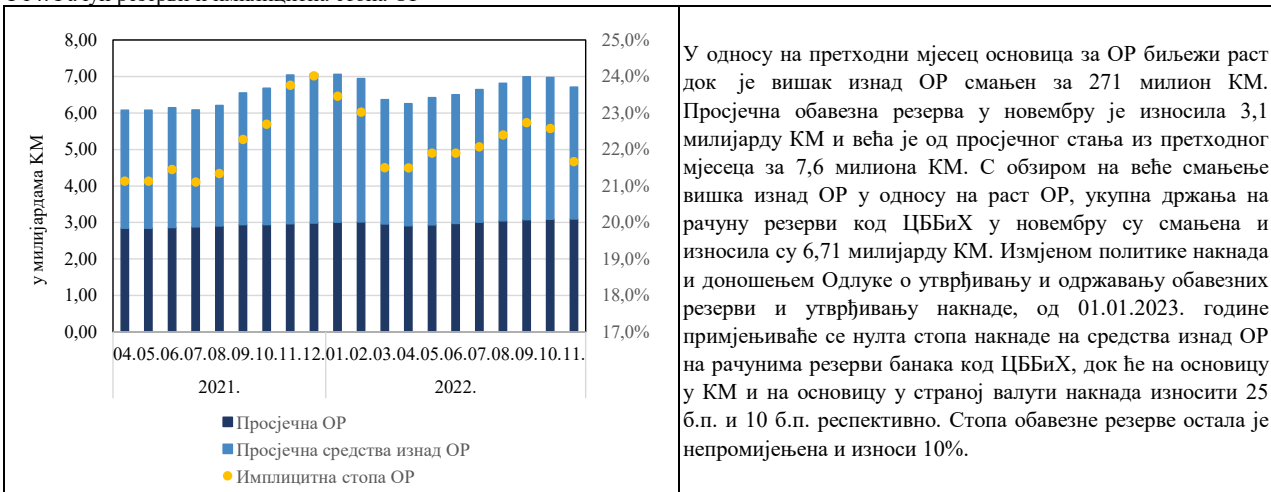 8,00
7,00
6,00
5,00
4,00
3,00
2,00
1,00
0,00
у милијардама КМ
25,0%
24,0%
23,0%
22,0%
21,0%
20,0%
19,0%
18,0%
17,0%
04.05.06.07.08.09.10.11.12.01.02.03.04.05.06.07.08.09.10.11.
2021. 2022.
Просјечна ОР
Просјечна средства изнад ОР
Имплицитна стопа ОР
У односу на претходни мјесец основица за ОР биљежи раст
док је вишак изнад ОР смањен за 271 милион КМ.
Просјечна обавезна резерва у новембру је износила 3,1
милијарду КМ и већа је од просјечног стања из претходног
мјесеца за 7,6 милиона КМ. С обзиром на веће смањење
вишка изнад ОР у односу на раст ОР, укупна држања на
рачуну резерви код ЦББиХ у новембру су смањена и
износила су 6,71 милијарду КМ. Измјеном политике накнада
и доношењем Одлуке о утврђивању и одржавању обавезних
резерви и утврђивању накнаде, од 01.01.2023. године
примјењиваће се нулта стопа накнаде на средства изнад ОР
на рачунима резерви банака код ЦББиХ, док ће на основицу
у КМ и на основицу у страној валути накнада износити 25
б.п. и 10 б.п. респективно. Стопа обавезне резерве остала је
непромијењена и износи 10%.